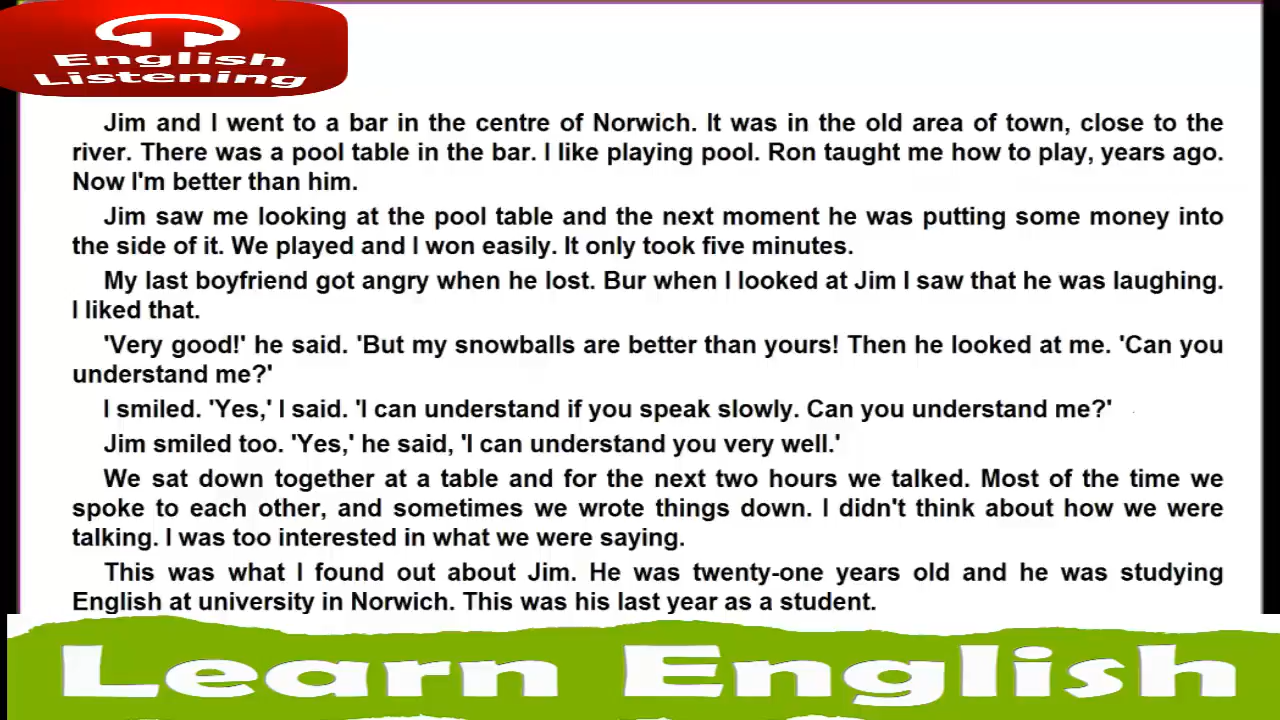 English
Listening
Jim and I went to a bar in the centre of Norwich. It was in the old area of town, close to the
river. There was a pool table in the bar. I like playing pool. Ron taught me how to play, years ago.
Now I'm better than him.
Jim saw me looking at the pool table and the next moment he was putting some money into
the side of it. We played and I won easily. It only took five minutes.
My last boyfriend got angry when he lost. Bur when I looked at Jim I saw that he was laughing.
I liked that.
'Very good!' he said. 'But my snowballs are better than yours! Then he looked at me. 'Can you
understand me?'
I smiled. 'Yes,' I said. 'I can understand if you speak slowly. Can you understand me?'
Jim smiled too. 'Yes,' he said, 'I can understand you very well.'
We sat down together at a table and for the next two hours we talked. Most of the time we
spoke to each other, and sometimes we wrote things down. I didn't think about how we were
talking. I was too interested in what we were saying.
This was what I found out about Jim. He was twenty-one years old and he was studying
English at university in Norwich. This was his last year as a student.
Learn English